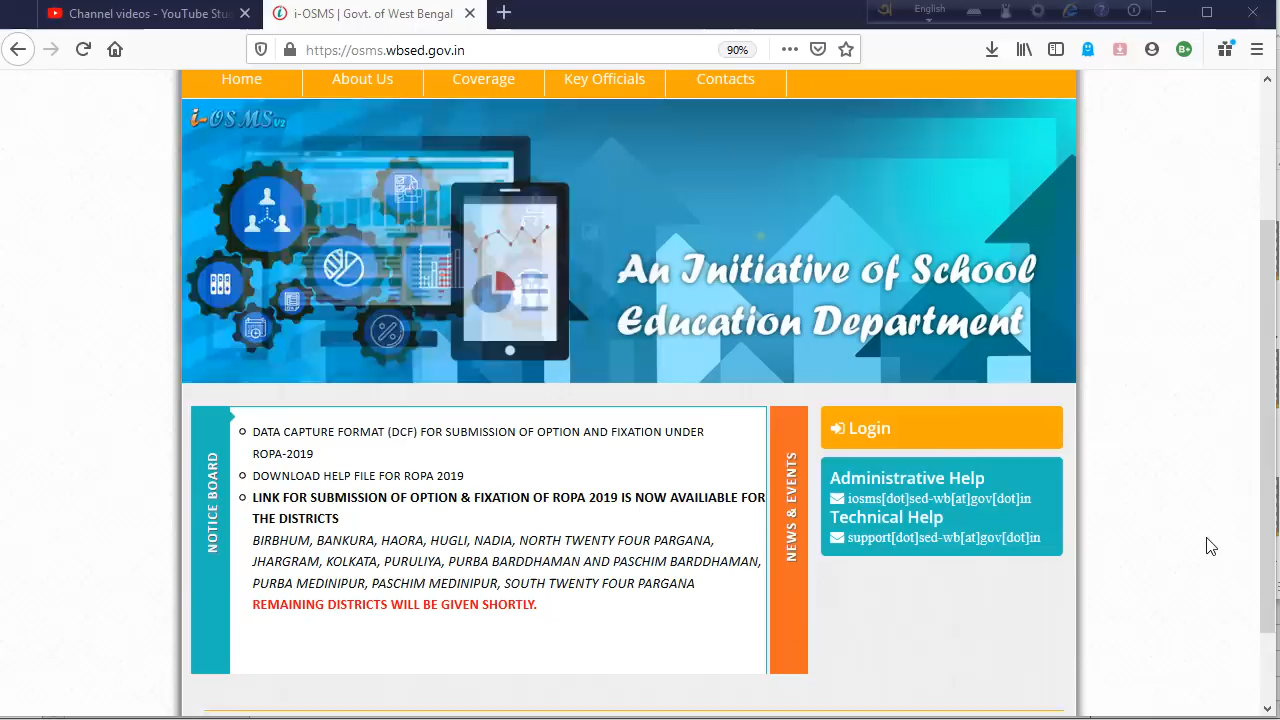 Channel videos - YouTube Stu
i-OSMS | Govt. of West Bengal
English
https://osms.wbsed.gov.in
90%
Home
About Us
Coverage
Key Officials
Contacts
i-OSMS V2
An Initiative of School
Education Department
NOTICE BOARD
DATA CAPTURE FORMAT (DCF) FOR SUBMISSION OF OPTION AND FIXATION UNDER
ROPA-2019
DOWNLOAD HELP FILE FOR ROPA 2019
LINK FOR SUBMISSION OF OPTION & FIXATION OF ROPA 2019 IS NOW AVAILIABLE FOR
THE DISTRICTS
BIRBHUM, BANKURA, HAORA, HUGLI, NADIA, NORTH TWENTY FOUR PARGANA,
JHARGRAM, KOLKATA, PURULIYA, PURBA BARDDHAMAN AND PASCHIM BARDDHAMAN,
PURBA MEDINIPUR, PASCHIM MEDINIPUR, SOUTH TWENTY FOUR PARGANA
REMAINING DISTRICTS WILL BE GIVEN SHORTLY.
NEWS & EVENTS
Login
Administrative Help
iosms[dot]sed-wb[at]gov[dot]in
Technical Help
support[dot]sed-wb[at]gov[dot]in